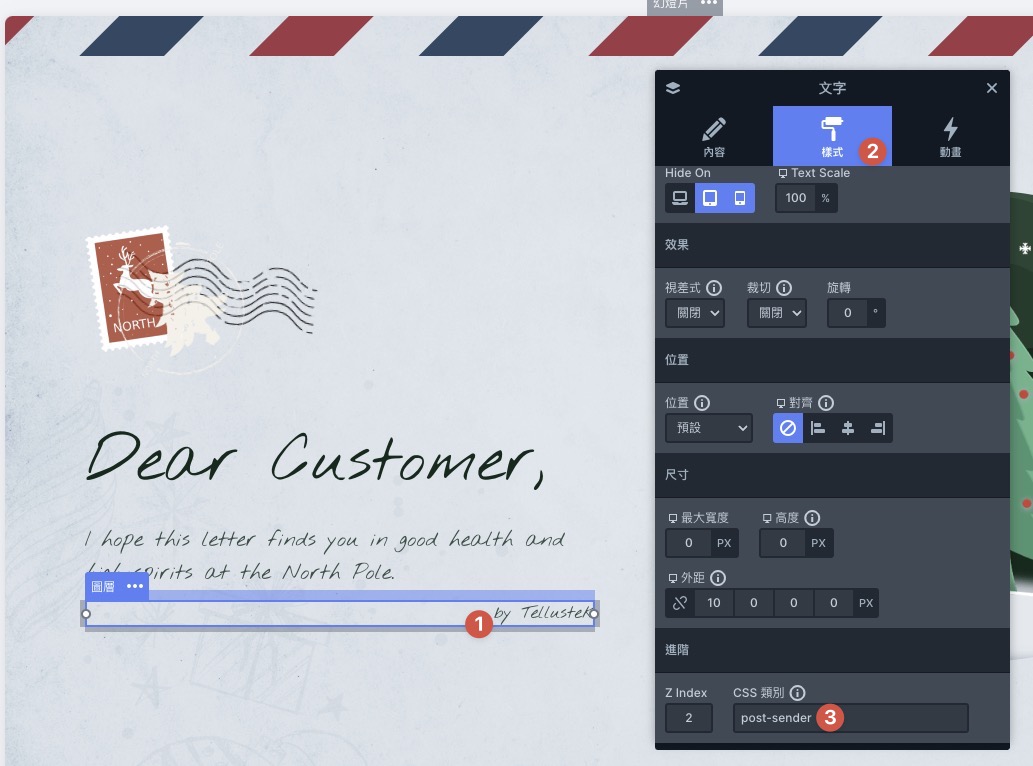 幻燈片 •••
文字
內容
樣式 2
動畫
Hide On
Text Scale
100 %
效果
視差式
裁切
旋轉
關閉
關閉
0 °
位置
位置
對齊
預設
尺寸
最大寬度
高度
0 PX
0 PX
外距
10 0 0 0 PX
進階
Z Index
CSS 類別
2
post-sender 3
NORTH
Dear Customer,
I hope this letter finds you in good health and
high spirits at the North Pole.
圖層 •••
by Tellustek
1